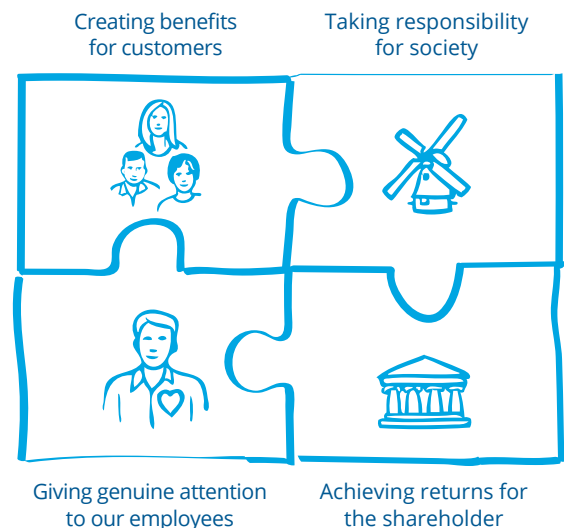 Creating benefits
for customers
Taking responsibility
for society
Giving genuine attention
to our employees
Achieving returns for
the shareholder